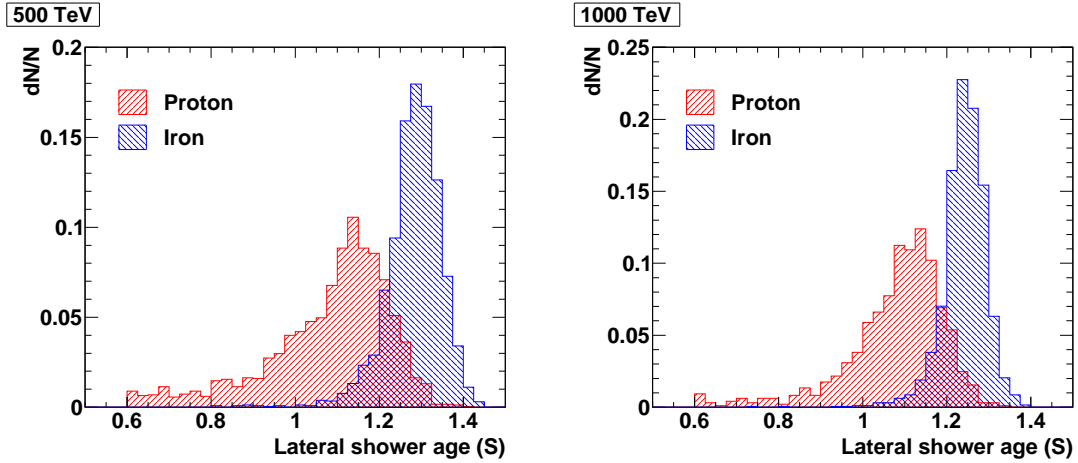 500 TeV
dN/N
0.2
0.15
0.1
0.05
0
Proton
Iron
0.6 0.8 1 1.2 1.4
Lateral shower age (S)
1000 TeV
dN/N
0.25
0.2
0.15
0.1
0.05
0
Proton
Iron
0.6 0.8 1 1.2 1.4
Lateral shower age (S)